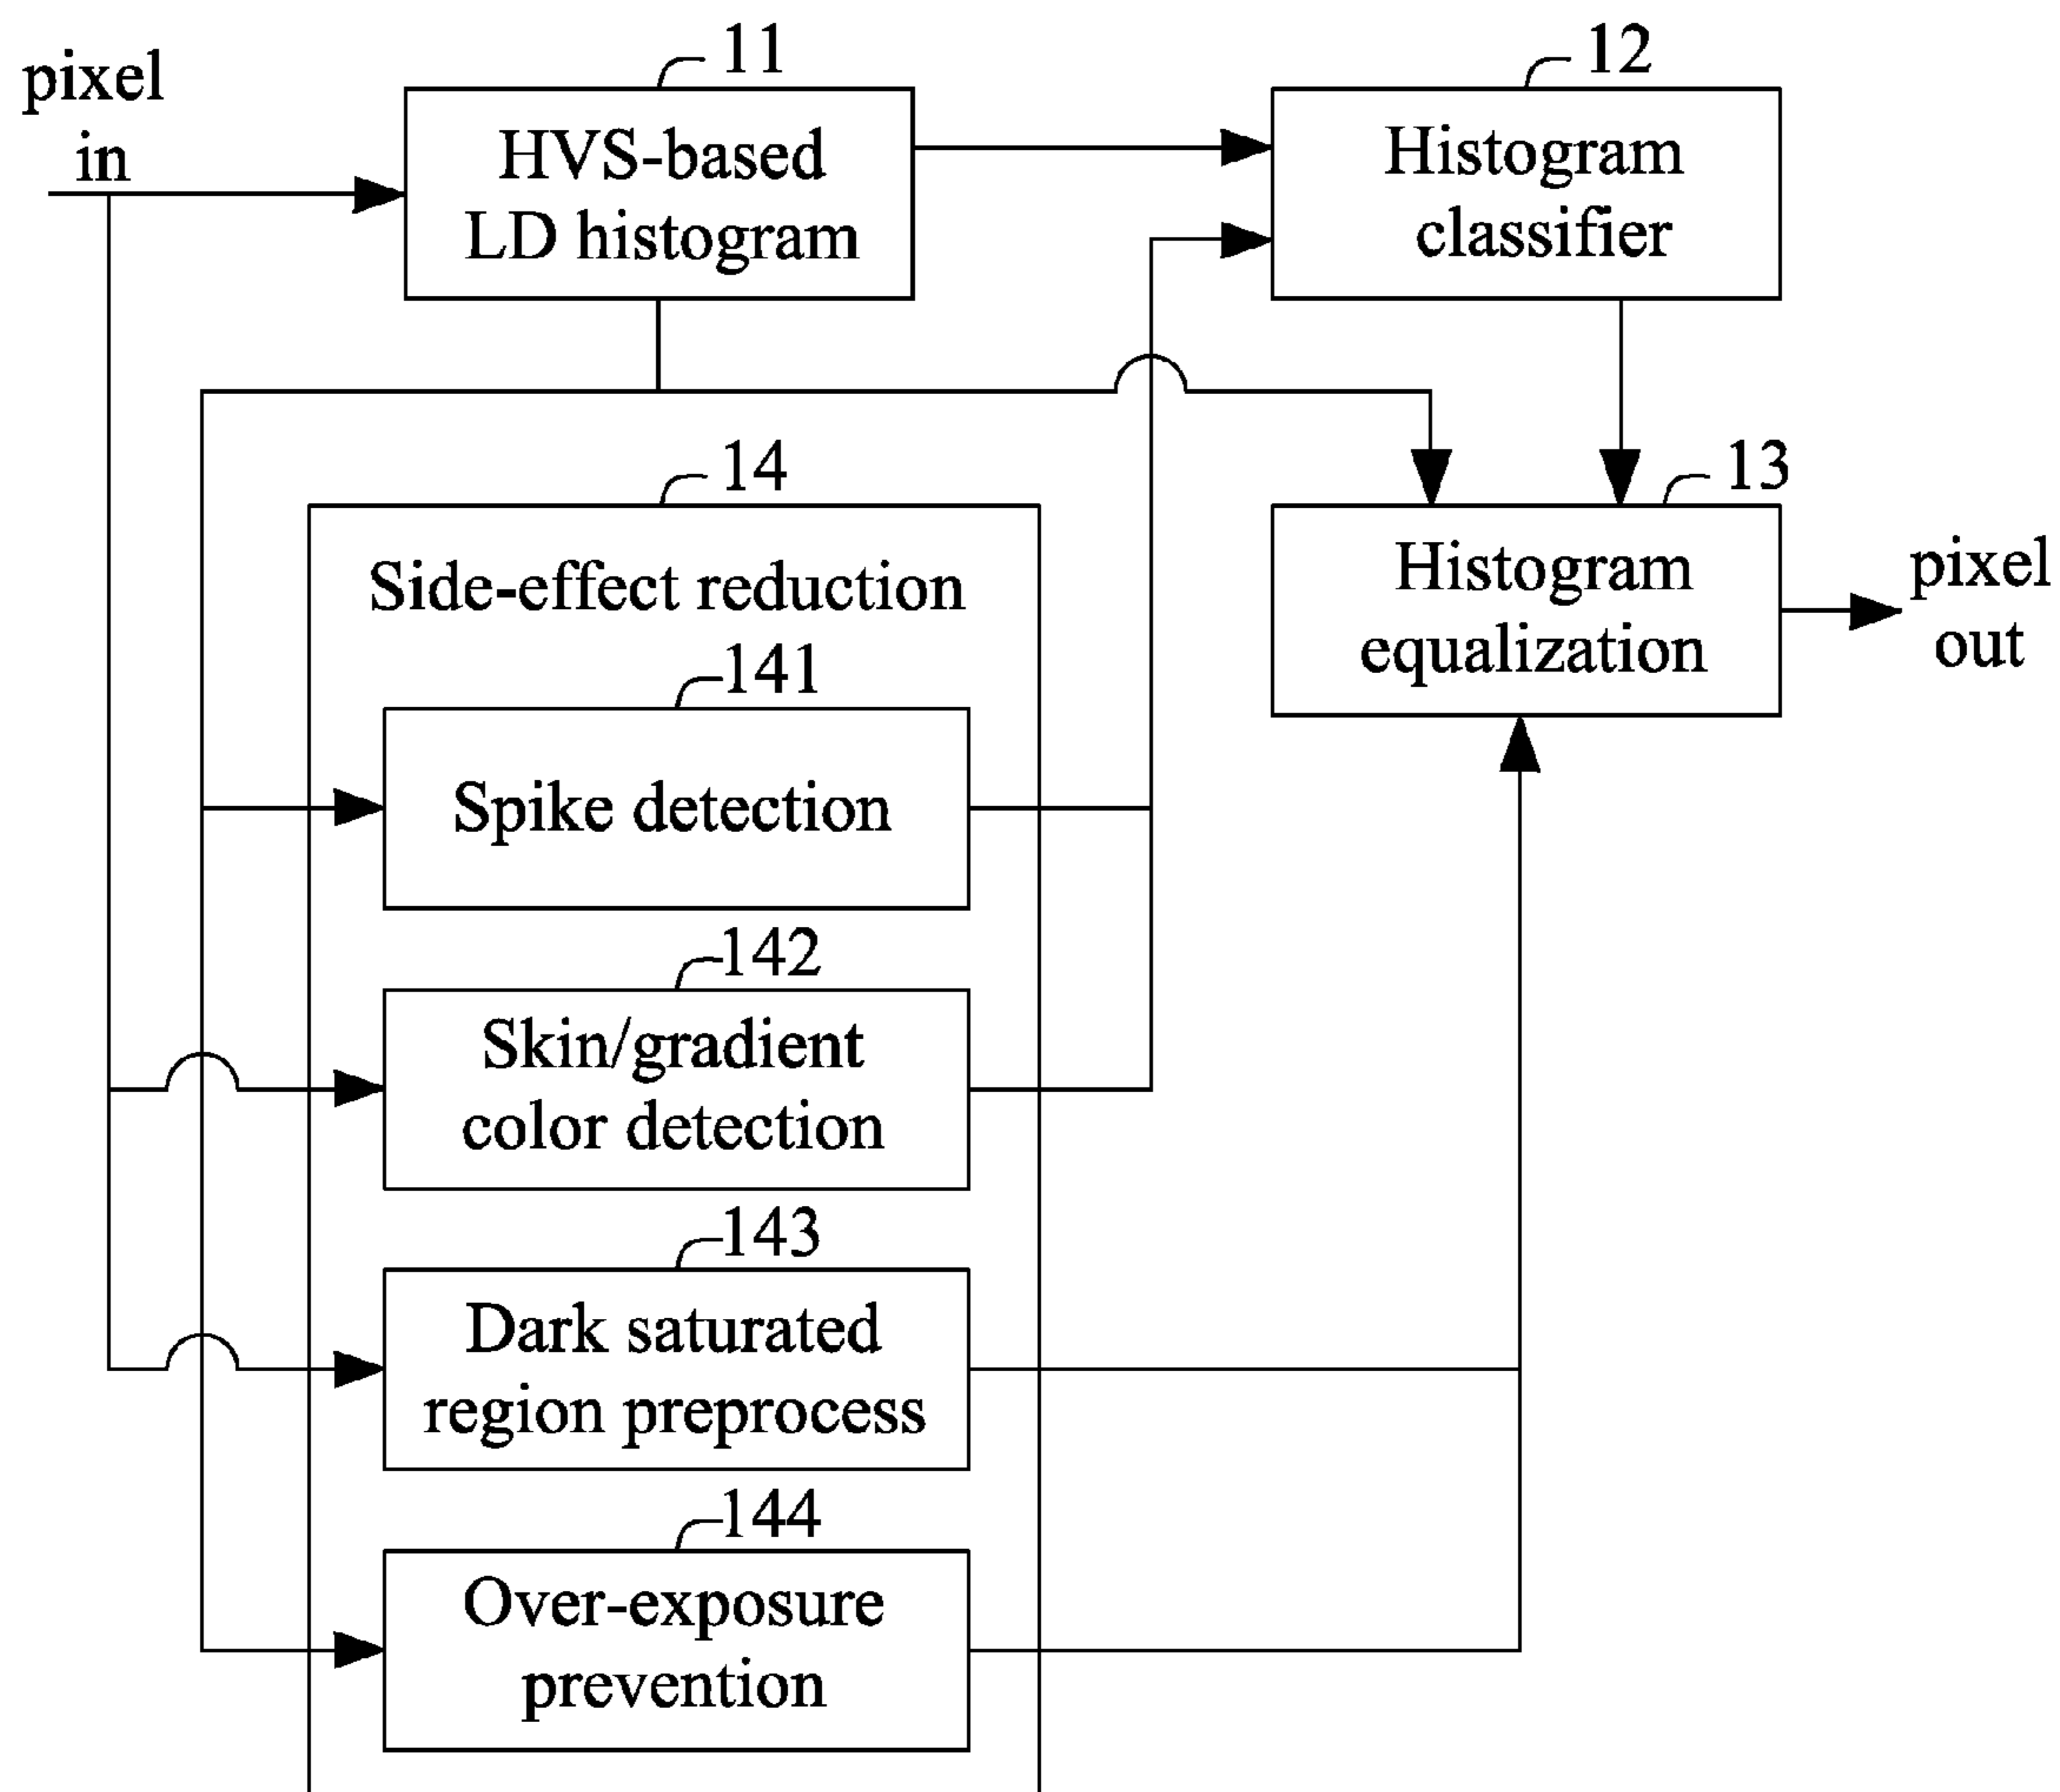 pixel
in
11
HVS-based
LD histogram
12
Histogram
classifier
14
Side-effect reduction
13
Histogram
equalization
pixel
out
141
Spike detection
142
Skin/gradient
color detection
143
Dark saturated
region preprocess
144
Over-exposure
prevention